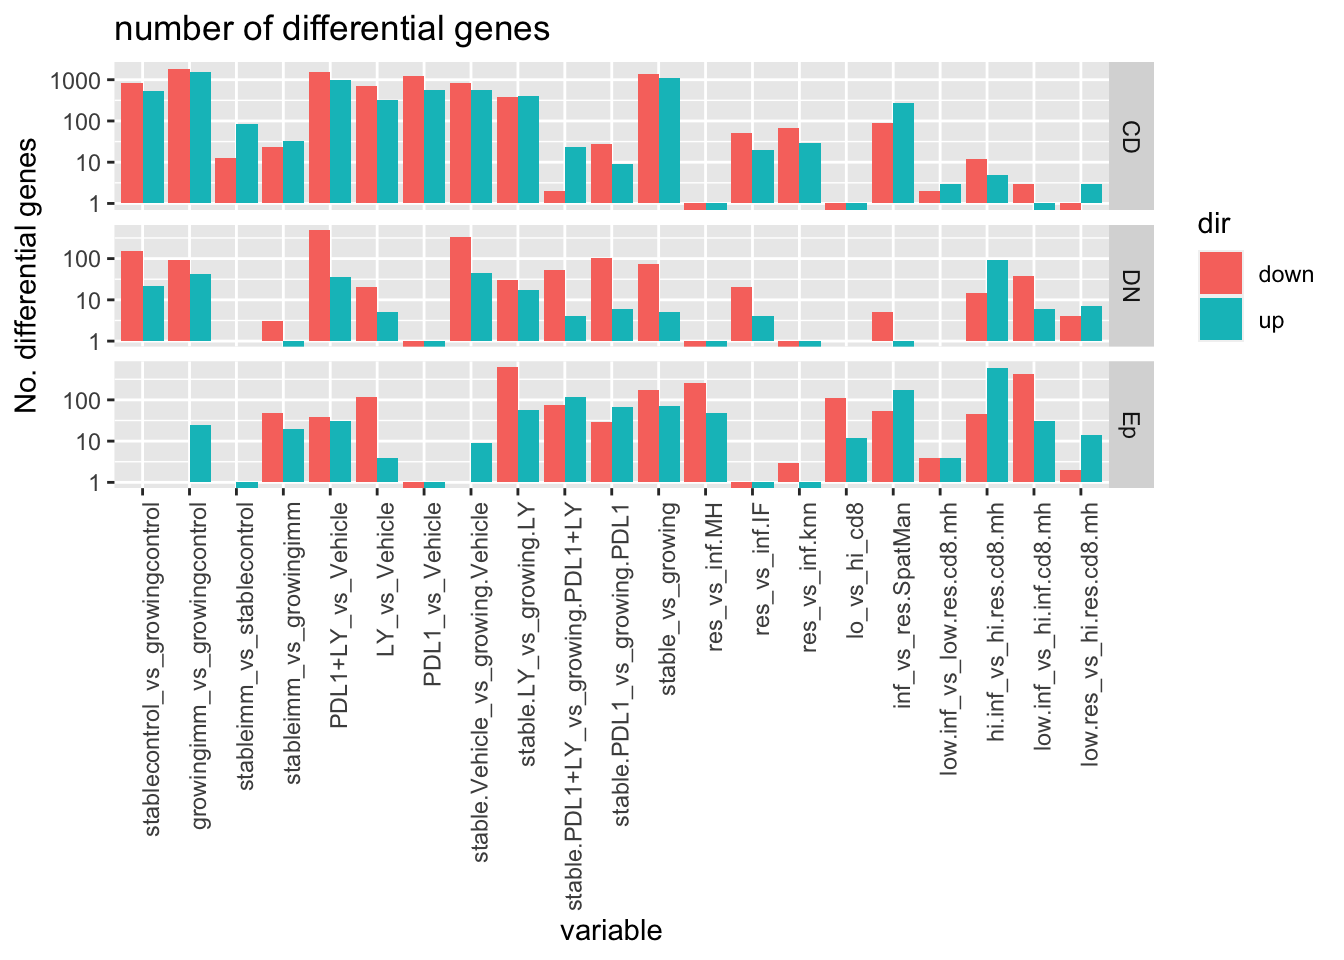 number of differential genes
No. differential genes
1000
100
10
1
CD
100
10
1
DN
100
10
1
Ep
stablecontrol_vs_growingcontrol
growingimm_vs_growingcontrol
stableimm_vs_stablecontrol
stableimm_vs_growingimm
PDL1+LY_vs_Vehicle
LY_vs_Vehicle
PDL1_vs_Vehicle
stable.Vehicle_vs_growing.Vehicle
stable.LY_vs_growing.LY
stable.PDL1+LY_vs_growing.PDL1+LY
stable.PDL1_vs_growing.PDL1
stable_vs_growing
res_vs_inf.MH
res_vs_inf.IF
res_vs_inf.knn
lo_vs_hi_cd8
inf_vs_res.SpatMan
low.inf_vs_low.res.cd8.mh
hi.inf_vs_hi.res.cd8.mh
low.inf_vs_hi.inf.cd8.mh
low.res_vs_hi.res.cd8.mh
variable
dir
down
up